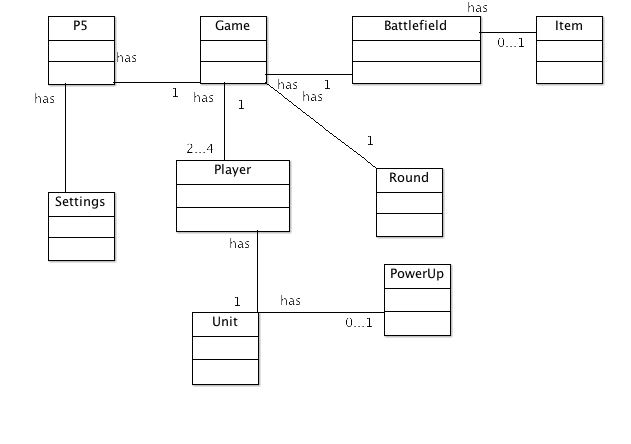 has
P5
Game
Battlefield
Item
has
0...1
has
1
has
1
has
has
1
has
1
2...4
Player
Round
Settings
has
PowerUp
1
has
Unit
0...1